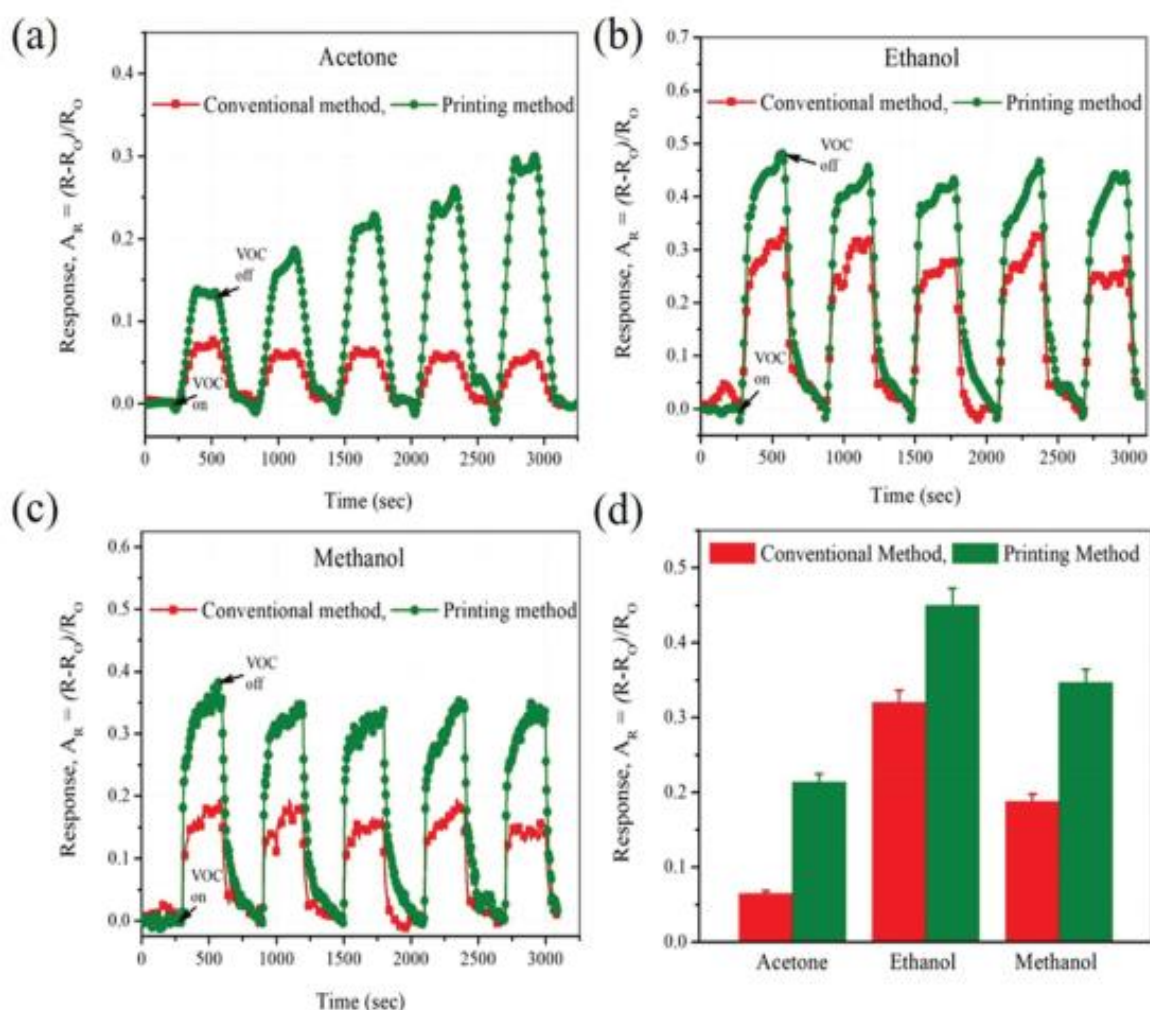 (a)
Acetone
Conventional method, Printing method
Response, A_R = (R-R_O)/R_O
0.4
0.3
0.2
0.1
0.0
VOC
off
VOC
on
0 500 1000 1500 2000 2500 3000
Time (sec)
(b)
Ethanol
Conventional method, Printing method
Response, A_R = (R-R_O)/R_O
0.7
0.6
0.5
0.4
0.3
0.2
0.1
0.0
VOC
off
VOC
on
0 500 1000 1500 2000 2500 3000
Time (sec)
(c)
Methanol
Conventional method, Printing method
Response, A_R = (R-R_O)/R_O
0.6
0.5
0.4
0.3
0.2
0.1
0.0
VOC
off
VOC
on
0 500 1000 1500 2000 2500 3000
Time (sec)
(d)
Conventional Method, Printing Method
Response, A_R = (R-R_O)/R_O
0.5
0.4
0.3
0.2
0.1
0.0
Acetone Ethanol Methanol